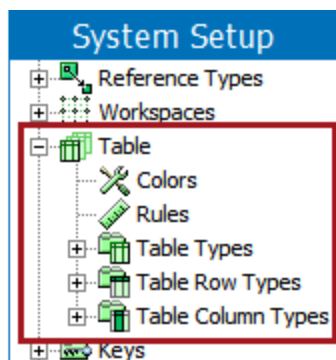 System Setup
Reference Types
Workspaces
Table
Colors
Rules
Table Types
Table Row Types
Table Column Types
Keys